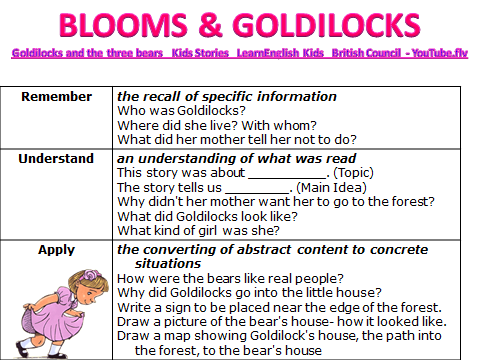 BLOOMS & GOLDILOCKS
Goldilocks and the three bears _ Kids Stories _ LearnEnglish Kids _ British Council - YouTube.flv
Remember
the recall of specific information
Who was Goldilocks?
Where did she live? With whom?
What did her mother tell her not to do?
Understand
an understanding of what was read
This story was about __________. (Topic)
The story tells us ________. (Main Idea)
Why didn't her mother want her to go to the forest?
What did Goldilocks look like?
What kind of girl was she?
Apply
the converting of abstract content to concrete
situations
How were the bears like real people?
Why did Goldilocks go into the little house?
Write a sign to be placed near the edge of the forest.
Draw a picture of the bear's house- how it looked like.
Draw a map showing Goldilock's house, the path
into the forest, to the bear's house